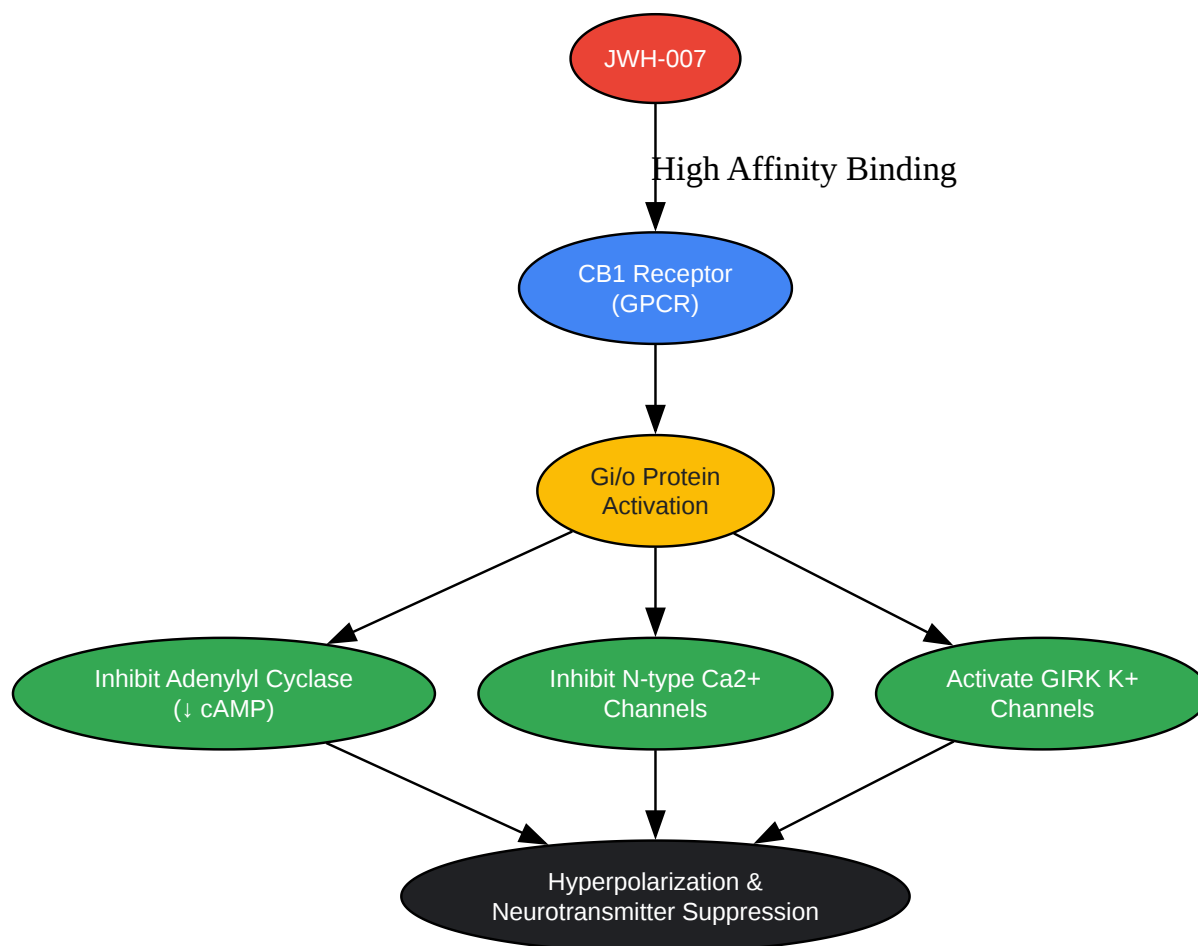 JWH-007
High Affinity Binding
CB1 Receptor
(GPCR)
Gi/o Protein
Activation
Inhibit Adenylyl Cyclase
(↓ cAMP)
Inhibit N-type Ca2+
Channels
Activate GIRK K+
Channels
Hyperpolarization &
Neurotransmitter Suppression